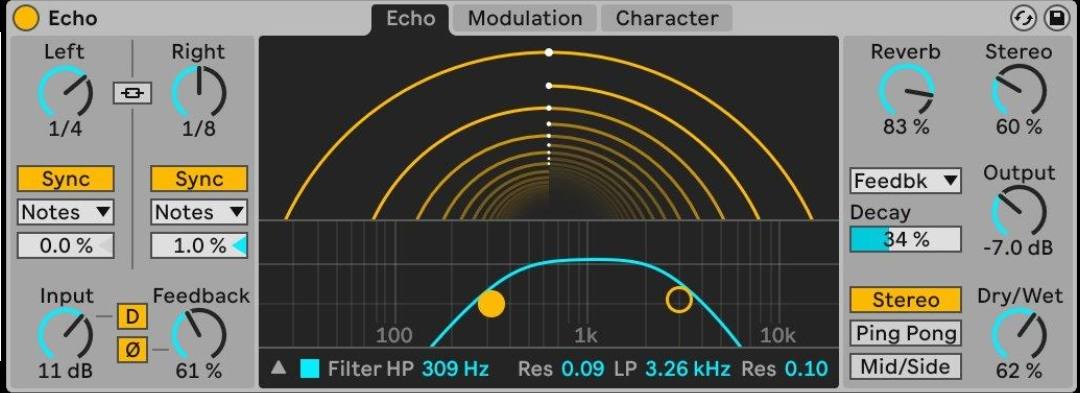 Echo
Echo Modulation Character
Left Right
1/4 1/8
Sync Sync
Notes Notes
0.0 % 1.0 %
Input Feedback
D
Ø
11 dB 61 %
100 1k 10k
Filter HP 309 Hz Res 0.09 LP 3.26 kHz Res 0.10
Reverb Stereo
83 % 60 %
Feedbk Output
Decay
34 % -7.0 dB
Stereo Dry/Wet
Ping Pong
Mid/Side 62 %